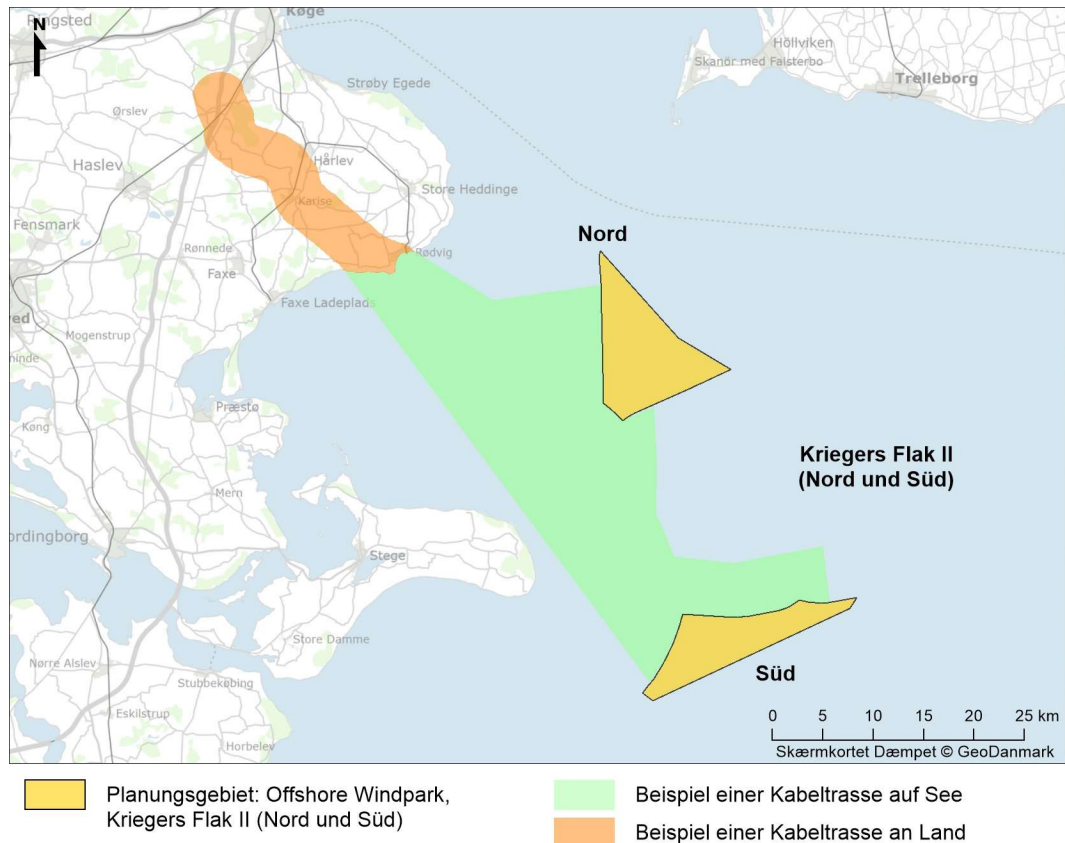 Ringsted
Køge
N
Höllviken
Skanör med Falsterbo
Trelleborg
Strøby Egede
Ørslev
Hårlev
Haslev
Store Heddinge
Karise
Fensmark
Nord
Rønnede
Rødvig
Faxe
Faxe Ladeplads
ved
Mogenstrup
ninde
Præstø
Køng
Kriegers Flak II
(Nord und Süd)
Mern
ordingborg
Stege
Store Damme
Nørre Alslev
Süd
Stubbekøbing
Eskilstrup
0 5 10 15 20 25 km
Horbelev
Skærmkortet Dæmpet © GeoDanmark
Planungsgebiet: Offshore Windpark,
Kriegers Flak II (Nord und Süd)
Beispiel einer Kabeltrasse auf See
Beispiel einer Kabeltrasse an Land